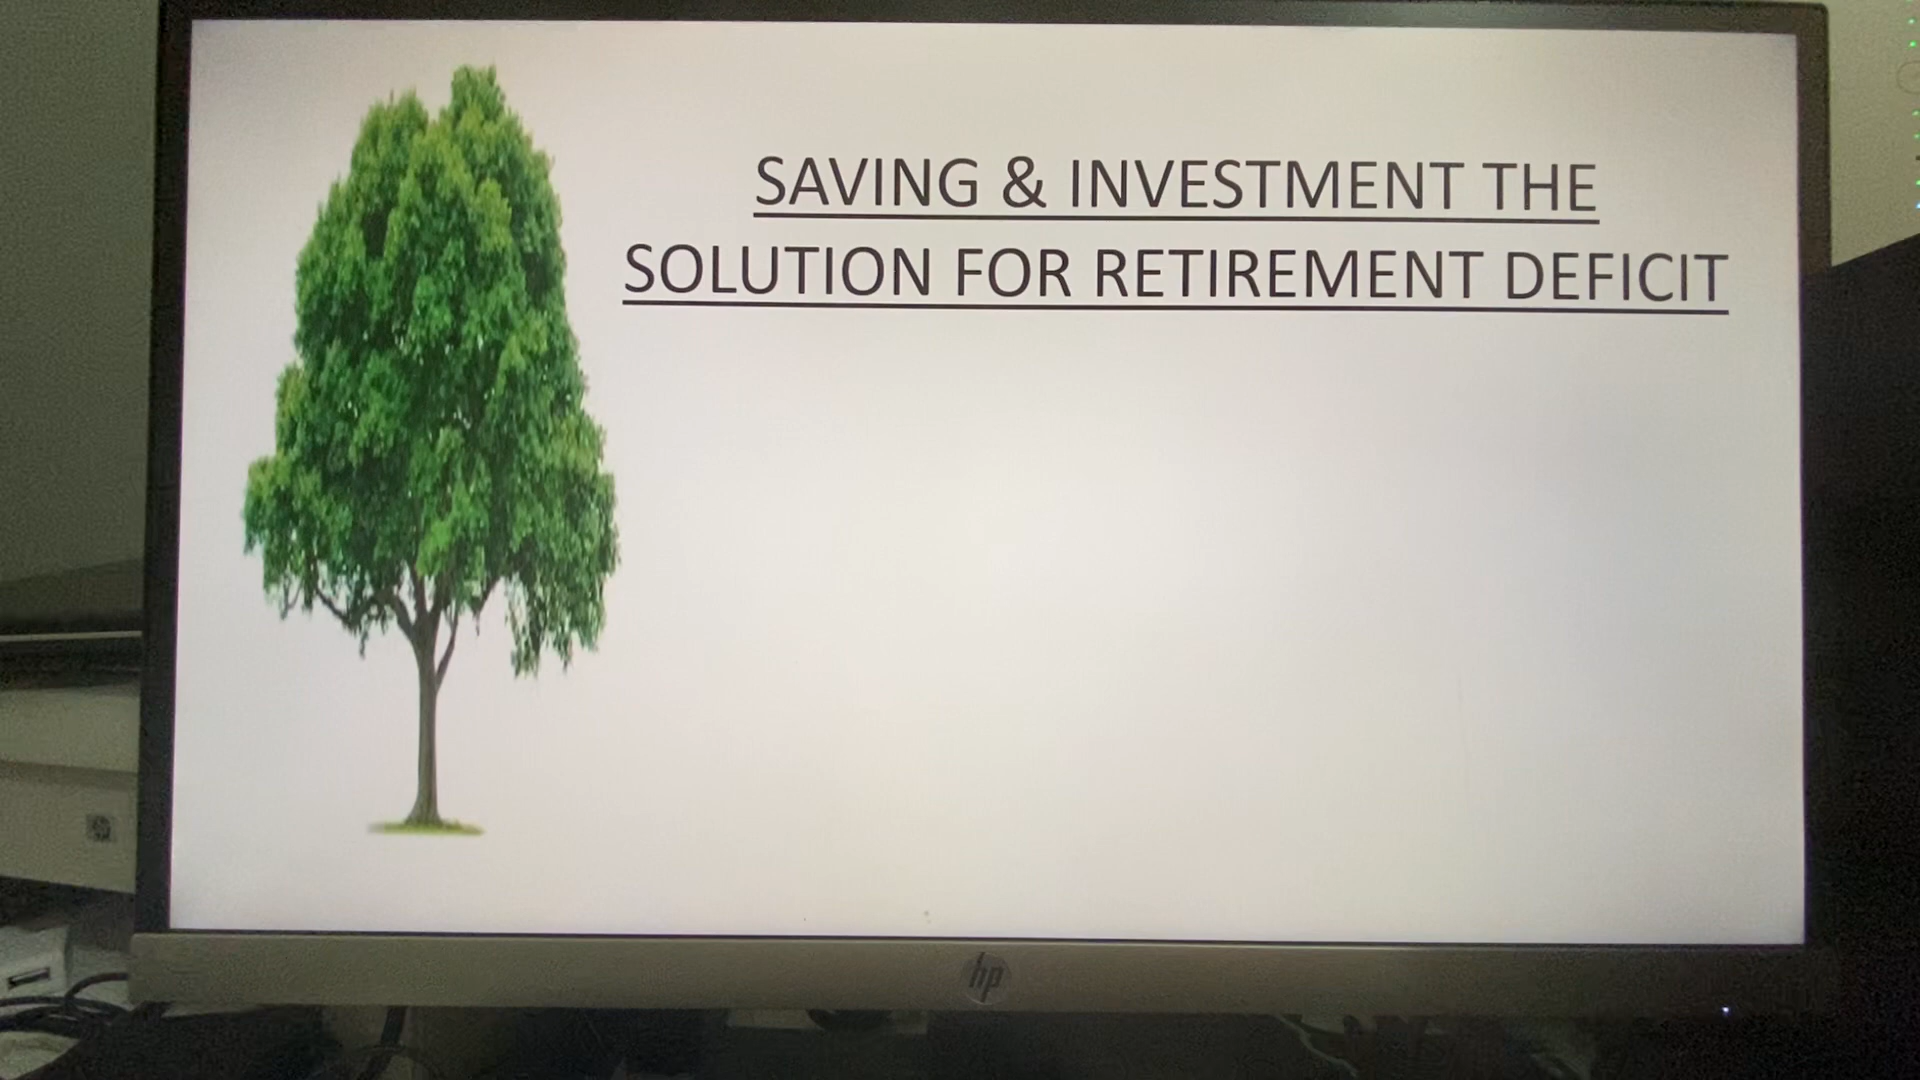 SAVING & INVESTMENT THE
SOLUTION FOR RETIREMENT DEFICIT
hp